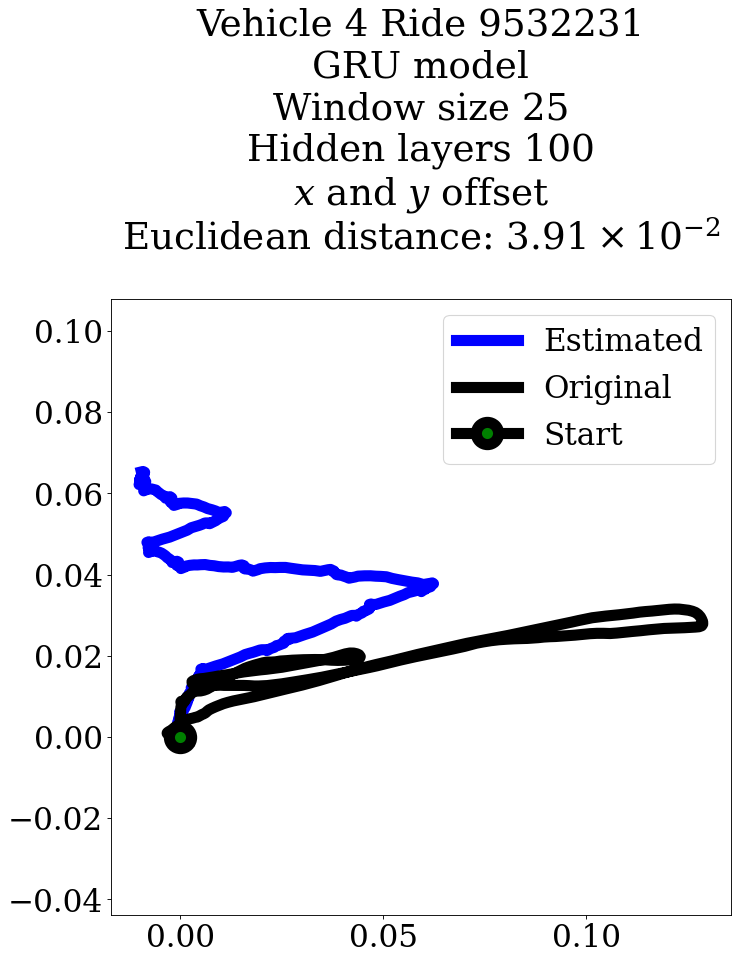 Vehicle 4 Ride 9532231
GRU model
Window size 25
Hidden layers 100
x and y offset
Euclidean distance: 3.91 × 10⁻²
Estimated
Original
Start
0.10
0.08
0.06
0.04
0.02
0.00
−0.02
−0.04
0.00 0.05 0.10